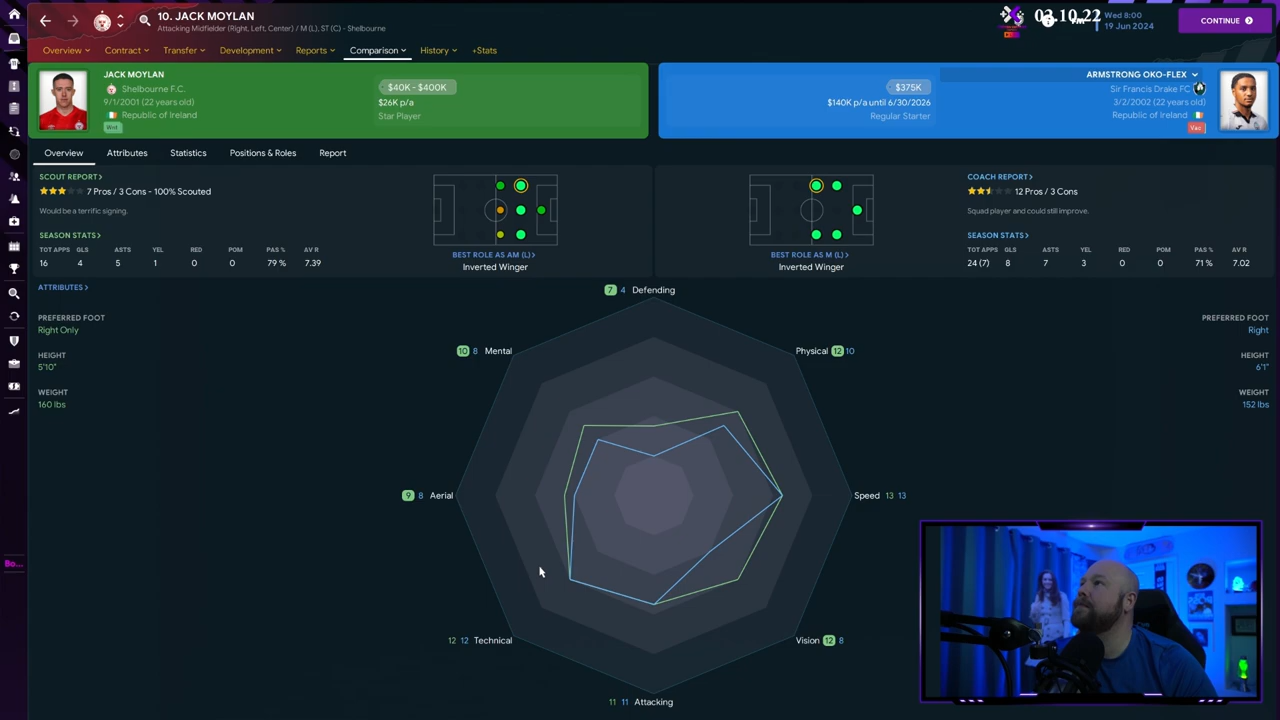 10. JACK MOYLAN
Attacking Midfielder (Right, Left, Center) / M (L), ST (C) - Shelbourne
03.10.22
Wed 8:00
19 Jun 2024
CONTINUE
Overview Contract Transfer Development Reports Comparison History +Stats
JACK MOYLAN
Shelbourne F.C.
9/1/2001 (22 years old)
Republic of Ireland
Wnt
$40K - $400K
$26K p/a
Star Player
$375K
$140K p/a until 6/30/2026
Regular Starter
ARMSTRONG OKO-FLEX
Sir Francis Drake FC
3/2/2002 (22 years old)
Republic of Ireland
Overview Attributes Statistics Positions & Roles Report
SCOUT REPORT >
7 Pros / 3 Cons - 100% Scouted
Would be a terrific signing.
SEASON STATS >
TOT APPS GLS ASTS YEL RED POM PAS % AV R
16 4 5 1 0 0 79 % 7.39
BEST ROLE AS AM (L) >
Inverted Winger
BEST ROLE AS M (L) >
Inverted Winger
COACH REPORT >
12 Pros / 3 Cons
Squad player and could still improve.
SEASON STATS >
TOT APPS GLS ASTS YEL RED POM PAS % AV R
24 (7) 8 7 3 0 0 71 % 7.02
ATTRIBUTES >
PREFERRED FOOT
Right Only
HEIGHT
5'10"
WEIGHT
160 lbs
7 4 Defending
10 8 Mental
Physical 12 10
9 8 Aerial
Speed 13 13
12 12 Technical
Vision 12 8
11 11 Attacking
PREFERRED FOOT
Right
HEIGHT
6'1"
WEIGHT
152 lbs
Bo...